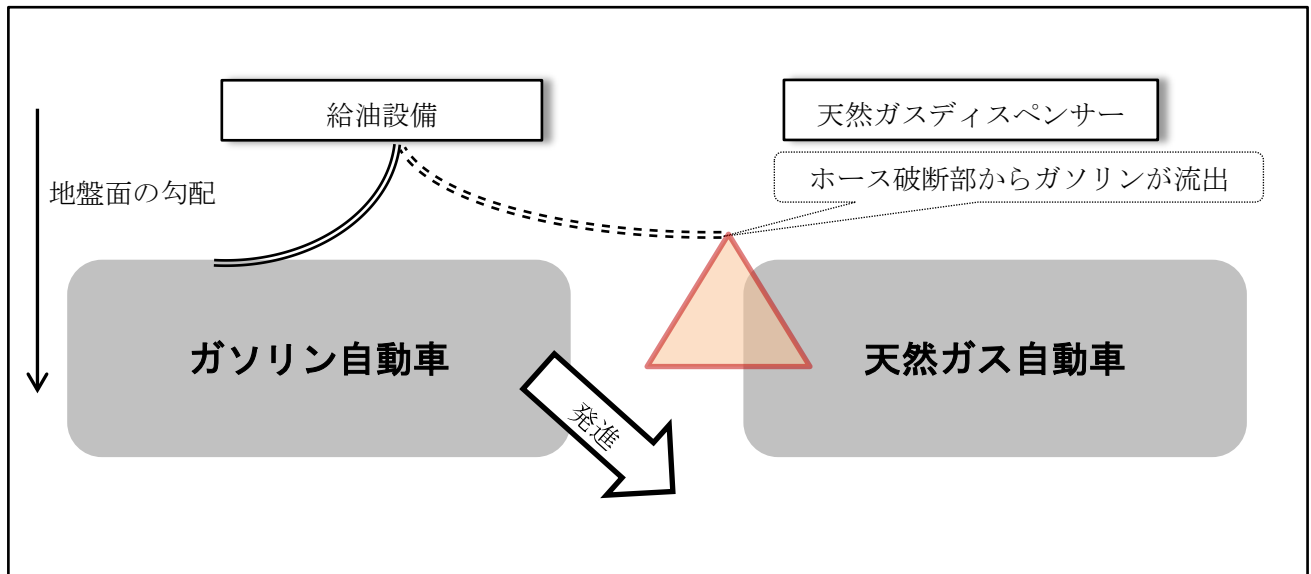 給油設備
天然ガスディスペンサー
ホース破断部からガソリンが流出
地盤面の勾配
ガソリン自動車
天然ガス自動車
発進